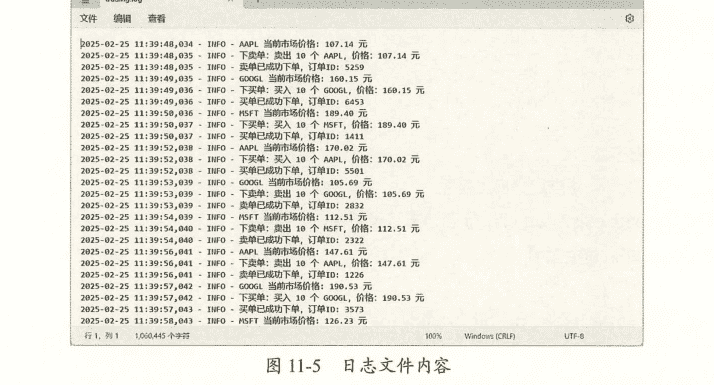 文件 编辑 查看
2025-02-25 11:39:48,034 - INFO - AAPL 当前市场价格: 107.14 元
2025-02-25 11:39:48,035 - INFO - 下卖单: 卖出 10 个 AAPL, 价格: 107.14 元
2025-02-25 11:39:48,035 - INFO - 卖单已成功下单, 订单ID: 5259
2025-02-25 11:39:49,035 - INFO - GOOGL 当前市场价格: 160.15 元
2025-02-25 11:39:49,036 - INFO - 下买单: 买入 10 个 GOOGL, 价格: 160.15 元
2025-02-25 11:39:49,036 - INFO - 买单已成功下单, 订单ID: 6453
2025-02-25 11:39:50,036 - INFO - MSFT 当前市场价格: 189.40 元
2025-02-25 11:39:50,037 - INFO - 下买单: 买入 10 个 MSFT, 价格: 189.40 元
2025-02-25 11:39:50,037 - INFO - 买单已成功下单, 订单ID: 1411
2025-02-25 11:39:52,038 - INFO - AAPL 当前市场价格: 170.02 元
2025-02-25 11:39:52,038 - INFO - 下买单: 买入 10 个 AAPL, 价格: 170.02 元
2025-02-25 11:39:52,038 - INFO - 买单已成功下单, 订单ID: 5501
2025-02-25 11:39:53,039 - INFO - GOOGL 当前市场价格: 105.69 元
2025-02-25 11:39:53,039 - INFO - 下卖单: 卖出 10 个 GOOGL, 价格: 105.69 元
2025-02-25 11:39:53,039 - INFO - 卖单已成功下单, 订单ID: 2832
2025-02-25 11:39:54,039 - INFO - MSFT 当前市场价格: 112.51 元
2025-02-25 11:39:54,040 - INFO - 下卖单: 卖出 10 个 MSFT, 价格: 112.51 元
2025-02-25 11:39:54,040 - INFO - 卖单已成功下单, 订单ID: 2322
2025-02-25 11:39:56,041 - INFO - AAPL 当前市场价格: 147.61 元
2025-02-25 11:39:56,041 - INFO - 下卖单: 卖出 10 个 AAPL, 价格: 147.61 元
2025-02-25 11:39:56,041 - INFO - 卖单已成功下单, 订单ID: 1226
2025-02-25 11:39:57,042 - INFO - GOOGL 当前市场价格: 190.53 元
2025-02-25 11:39:57,042 - INFO - 下买单: 买入 10 个 GOOGL, 价格: 190.53 元
2025-02-25 11:39:57,043 - INFO - 买单已成功下单, 订单ID: 3573
2025-02-25 11:39:58,043 - INFO - MSFT 当前市场价格: 126.23 元
行 1, 列 1 1,060,445 个字符 100% Windows (CRLF) UTF-8
图 11-5 日志文件内容